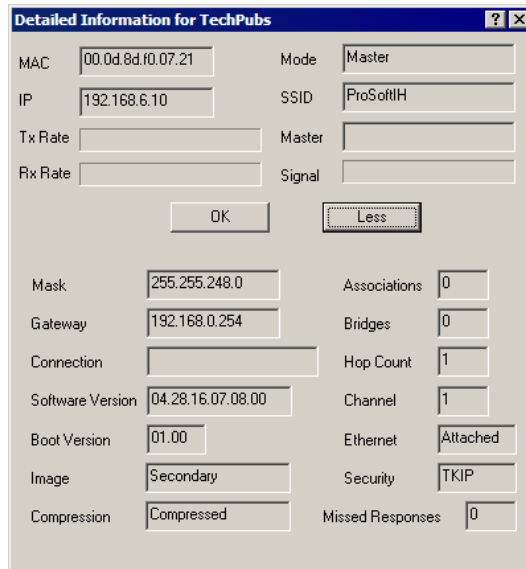 Detailed Information for TechPubs
MAC 00.0d.8d.f0.07.21 Mode Master
IP 192.168.6.10 SSID ProSoftIH
Tx Rate Master
Rx Rate Signal
OK Less
Mask 255.255.248.0 Associations 0
Gateway 192.168.0.254 Bridges 0
Connection Hop Count 1
Software Version 04.28.16.07.08.00 Channel 1
Boot Version 01.00 Ethernet Attached
Image Secondary Security TKIP
Compression Compressed Missed Responses 0